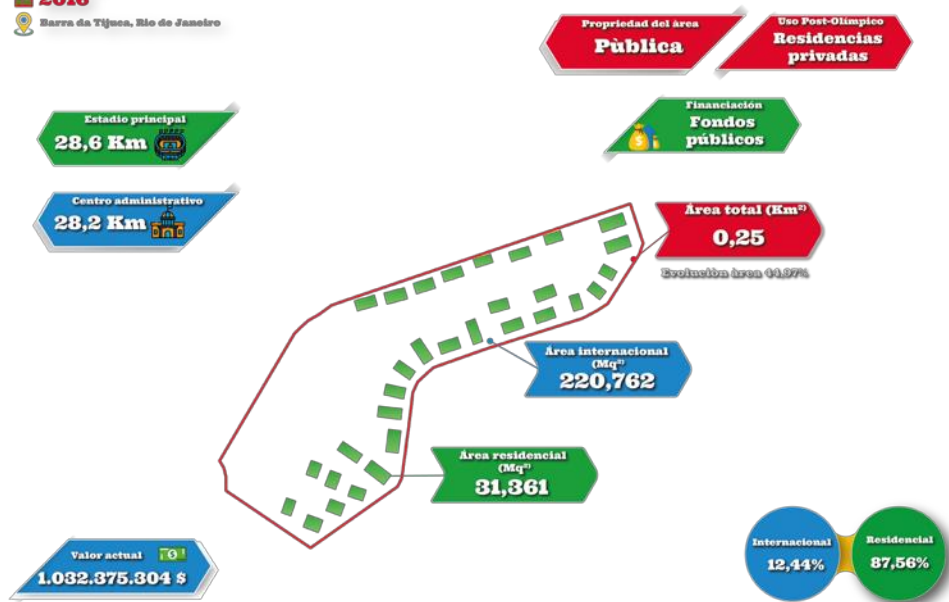 2016
Barra da Tijuca, Rio de Janeiro
Propriedad del àrea
Pùblica
Uso Post-Olímpico
Residencias
privadas
Estadio principal
28,6 Km
Financiación
Fondos
públicos
Centro administrativo
28,2 Km
Área total (Km²)
0,25
Evolución àrea 44,97%
Área internacional
(Mq²)
220,762
Área residencial
(Mq²)
31,361
Valor actual
1.032.375.304 $
Internacional
12,44%
Residencial
87,56%